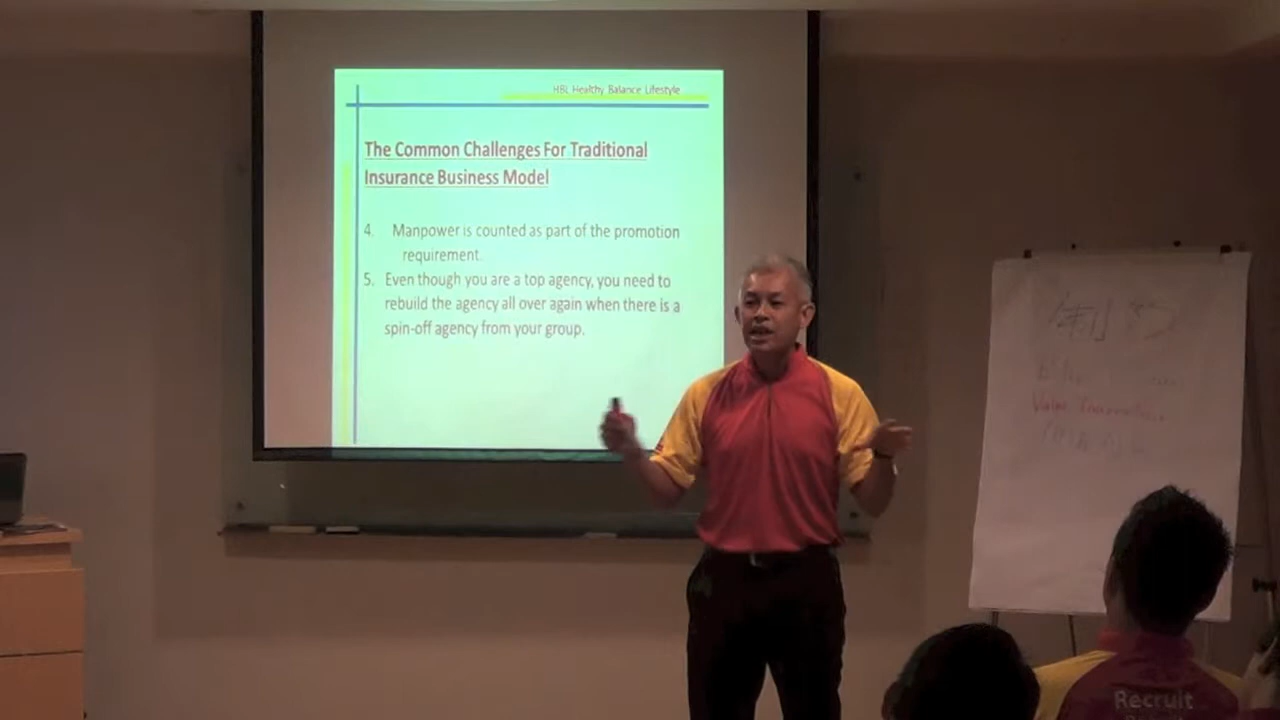 HBL Healthy Balance Lifestyle
The Common Challenges For Traditional
Insurance Business Model
4. Manpower is counted as part of the promotion
requirement.
5. Even though you are a top agency, you need to
rebuild the agency all over again when there is a
spin-off agency from your group.
Recruit